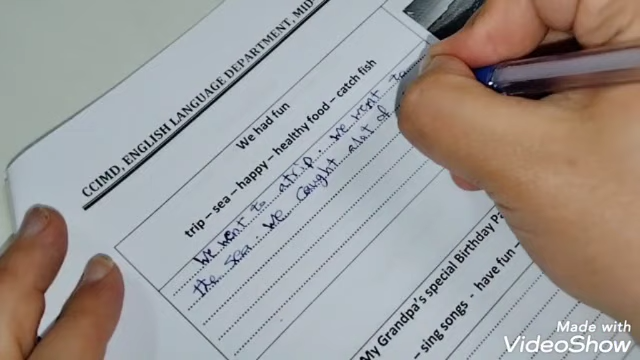 CCIMD, ENGLISH LANGUAGE DEPARTMENT, MID
We had fun
trip – sea – happy – healthy food – catch fish
We went to a trip. We went to
the sea. We caught a lot of
My Grandpa's special Birthday Pa
– sing songs - have fun –
Made with
VideoShow